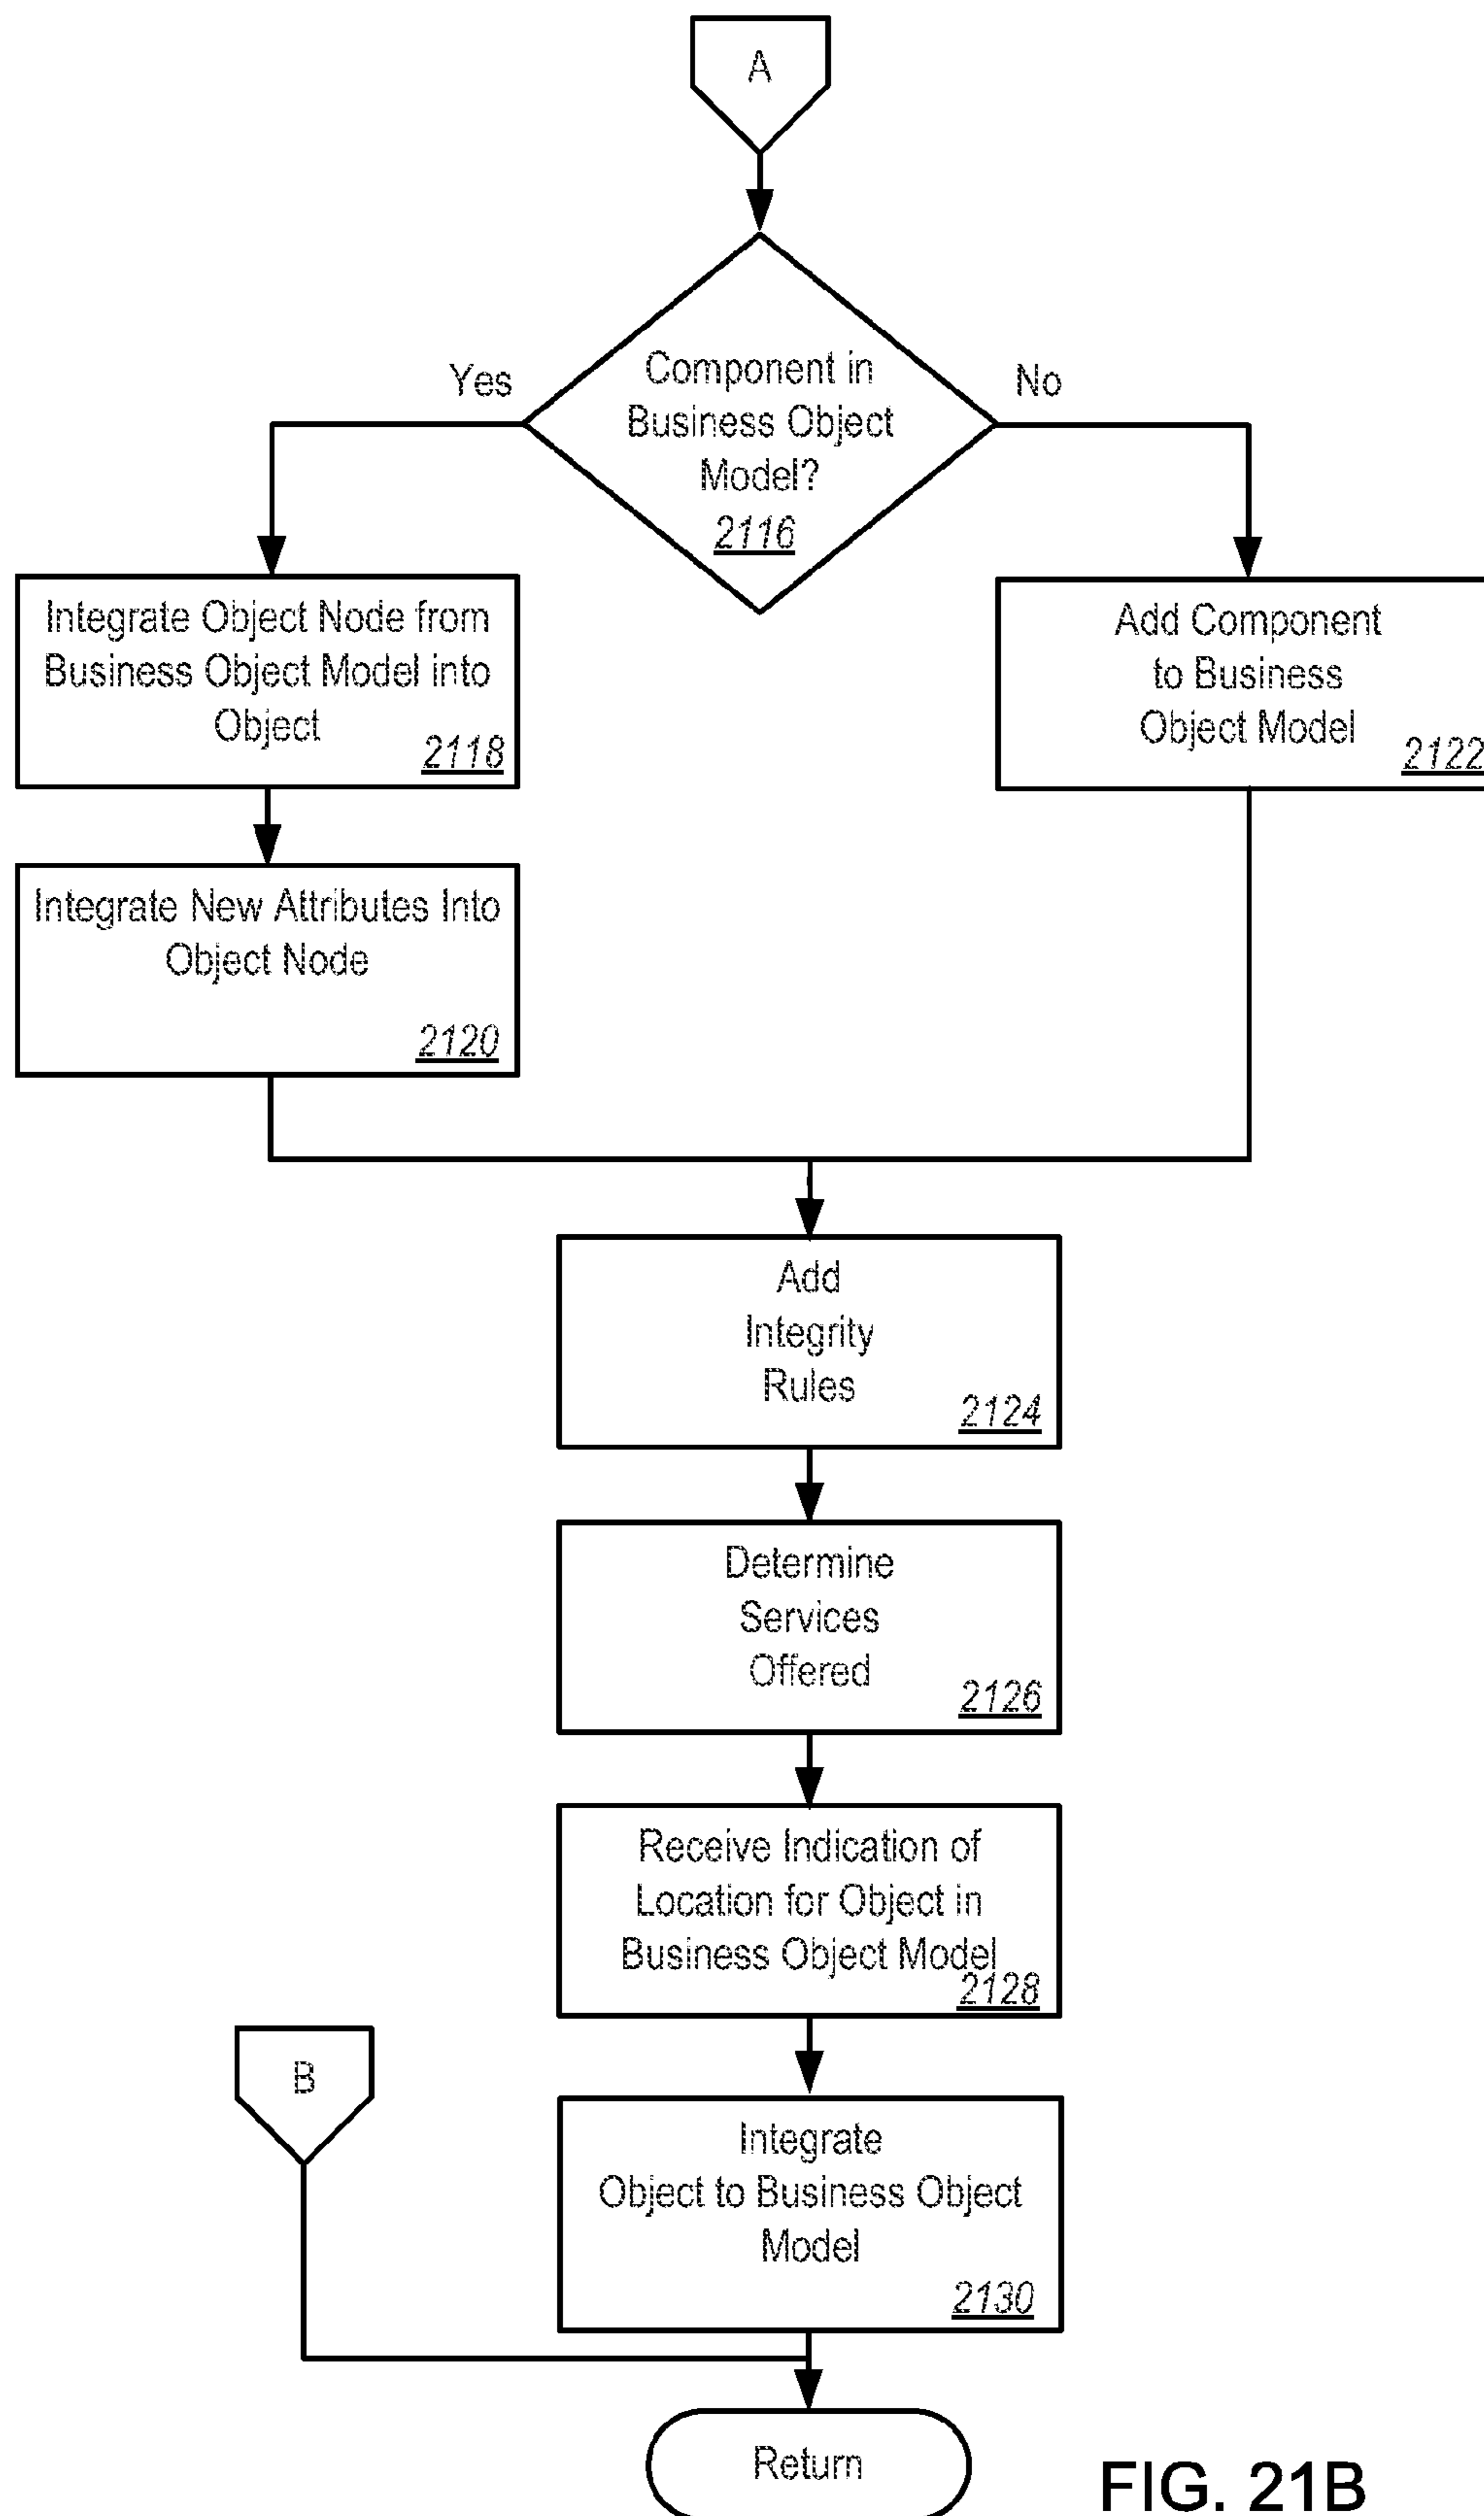 A
Component in
Business Object
Model?
2116
Yes
No
Integrate Object Node from
Business Object Model into
Object
2118
Add Component
to Business
Object Model
2122
Integrate New Attributes Into
Object Node
2120
Add
Integrity
Rules
2124
Determine
Services
Offered
2126
Receive Indication of
Location for Object in
Business Object Model
2128
B
Integrate
Object to Business Object
Model
2130
Return
FIG. 21B